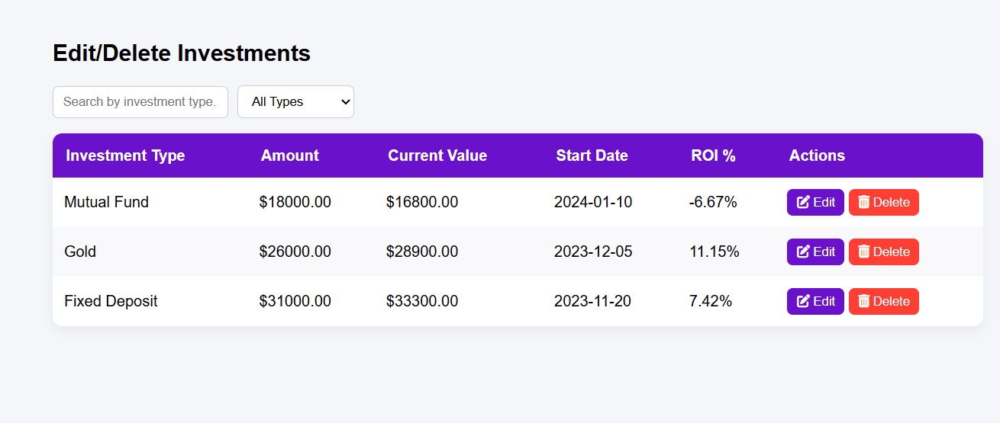 Edit/Delete Investments
Search by investment type. All Types
Investment Type Amount Current Value Start Date ROI % Actions
Mutual Fund $18000.00 $16800.00 2024-01-10 -6.67% Edit Delete
Gold $26000.00 $28900.00 2023-12-05 11.15% Edit Delete
Fixed Deposit $31000.00 $33300.00 2023-11-20 7.42% Edit Delete